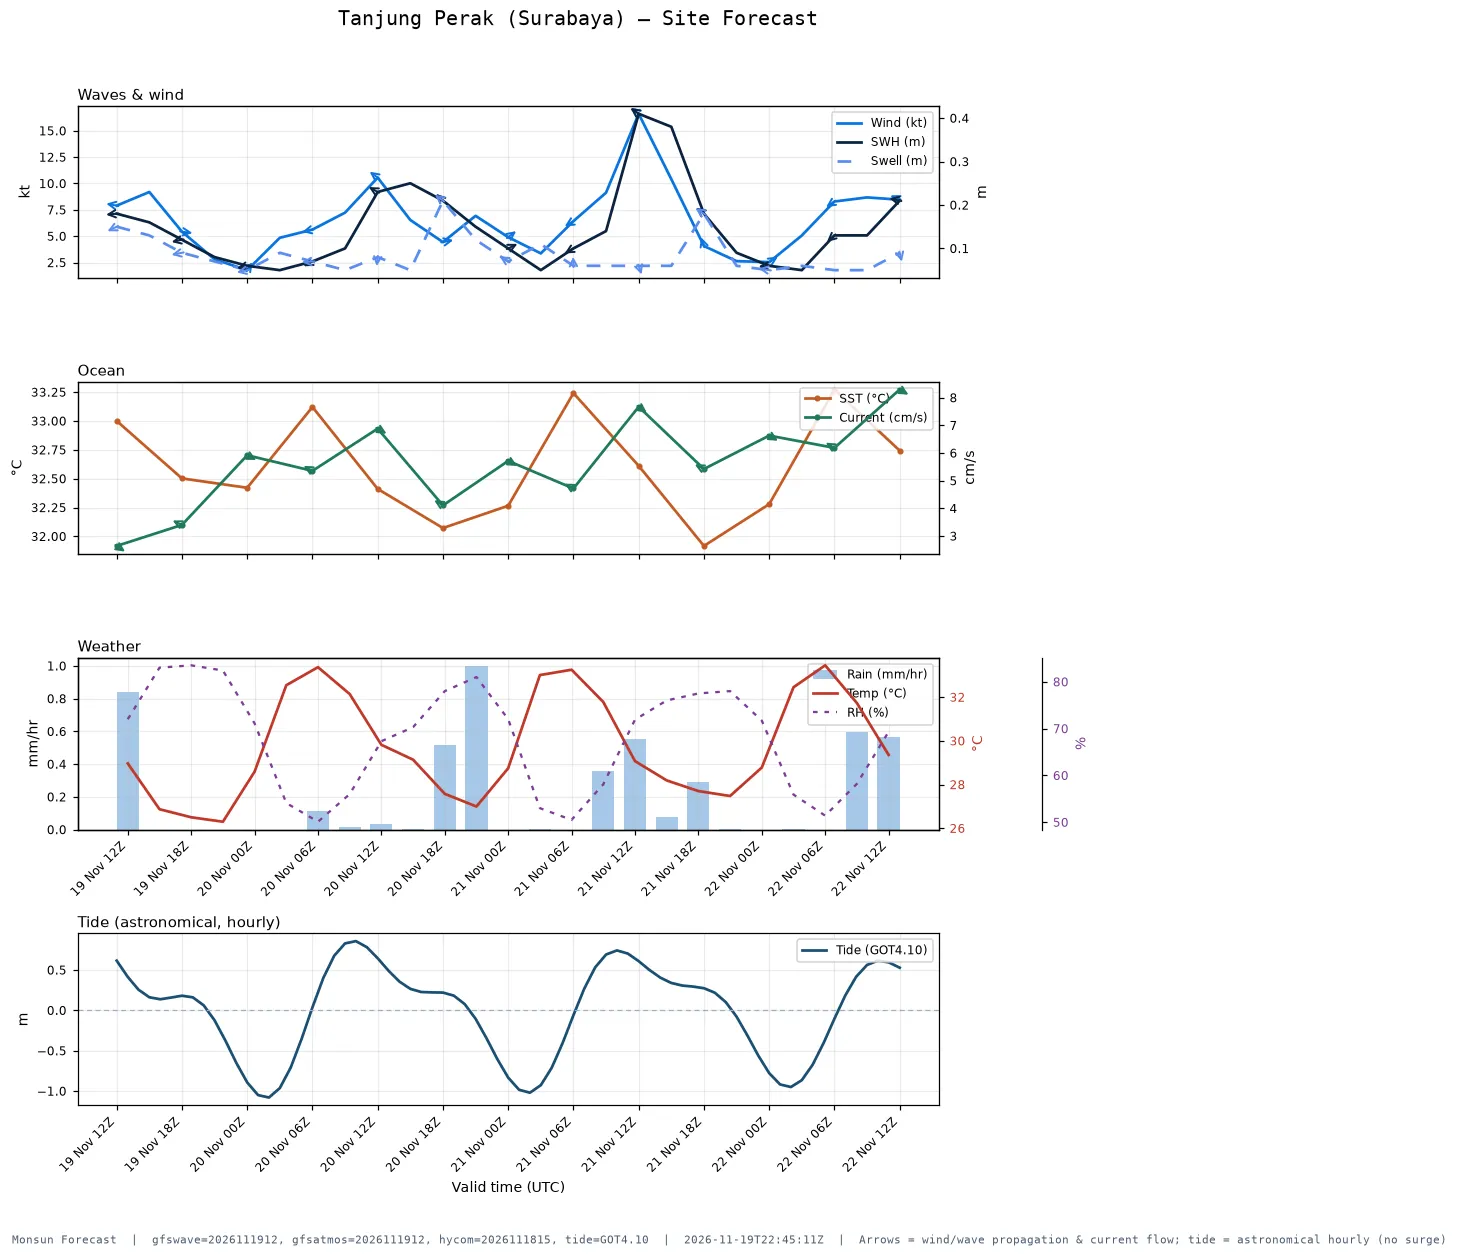 Tanjung Perak (Surabaya) — Site Forecast
Waves & wind
15.0
12.5
10.0
7.5
5.0
2.5
kt
0.4
0.3
0.2
0.1
m
Wind (kt)
SWH (m)
Swell (m)
Ocean
33.25
33.00
32.75
32.50
32.25
32.00
°C
8
7
6
5
4
3
cm/s
SST (°C)
Current (cm/s)
Weather
1.0
0.8
0.6
0.4
0.2
0.0
mm/hr
32
30
28
26
°C
80
70
60
50
%
Rain (mm/hr)
Temp (°C)
RH (%)
19 Nov 12Z
19 Nov 18Z
20 Nov 00Z
20 Nov 06Z
20 Nov 12Z
20 Nov 18Z
21 Nov 00Z
21 Nov 06Z
21 Nov 12Z
21 Nov 18Z
22 Nov 00Z
22 Nov 06Z
22 Nov 12Z
Tide (astronomical, hourly)
0.5
0.0
−0.5
−1.0
m
Tide (GOT4.10)
19 Nov 12Z
19 Nov 18Z
20 Nov 00Z
20 Nov 06Z
20 Nov 12Z
20 Nov 18Z
21 Nov 00Z
21 Nov 06Z
21 Nov 12Z
21 Nov 18Z
22 Nov 00Z
22 Nov 06Z
22 Nov 12Z
Valid time (UTC)
Monsun Forecast | gfswave=2026111912, gfsatmos=2026111912, hycom=2026111815, tide=GOT4.10 | 2026-11-19T22:45:11Z | Arrows = wind/wave propagation & current flow; tide = astronomical hourly (no surge)